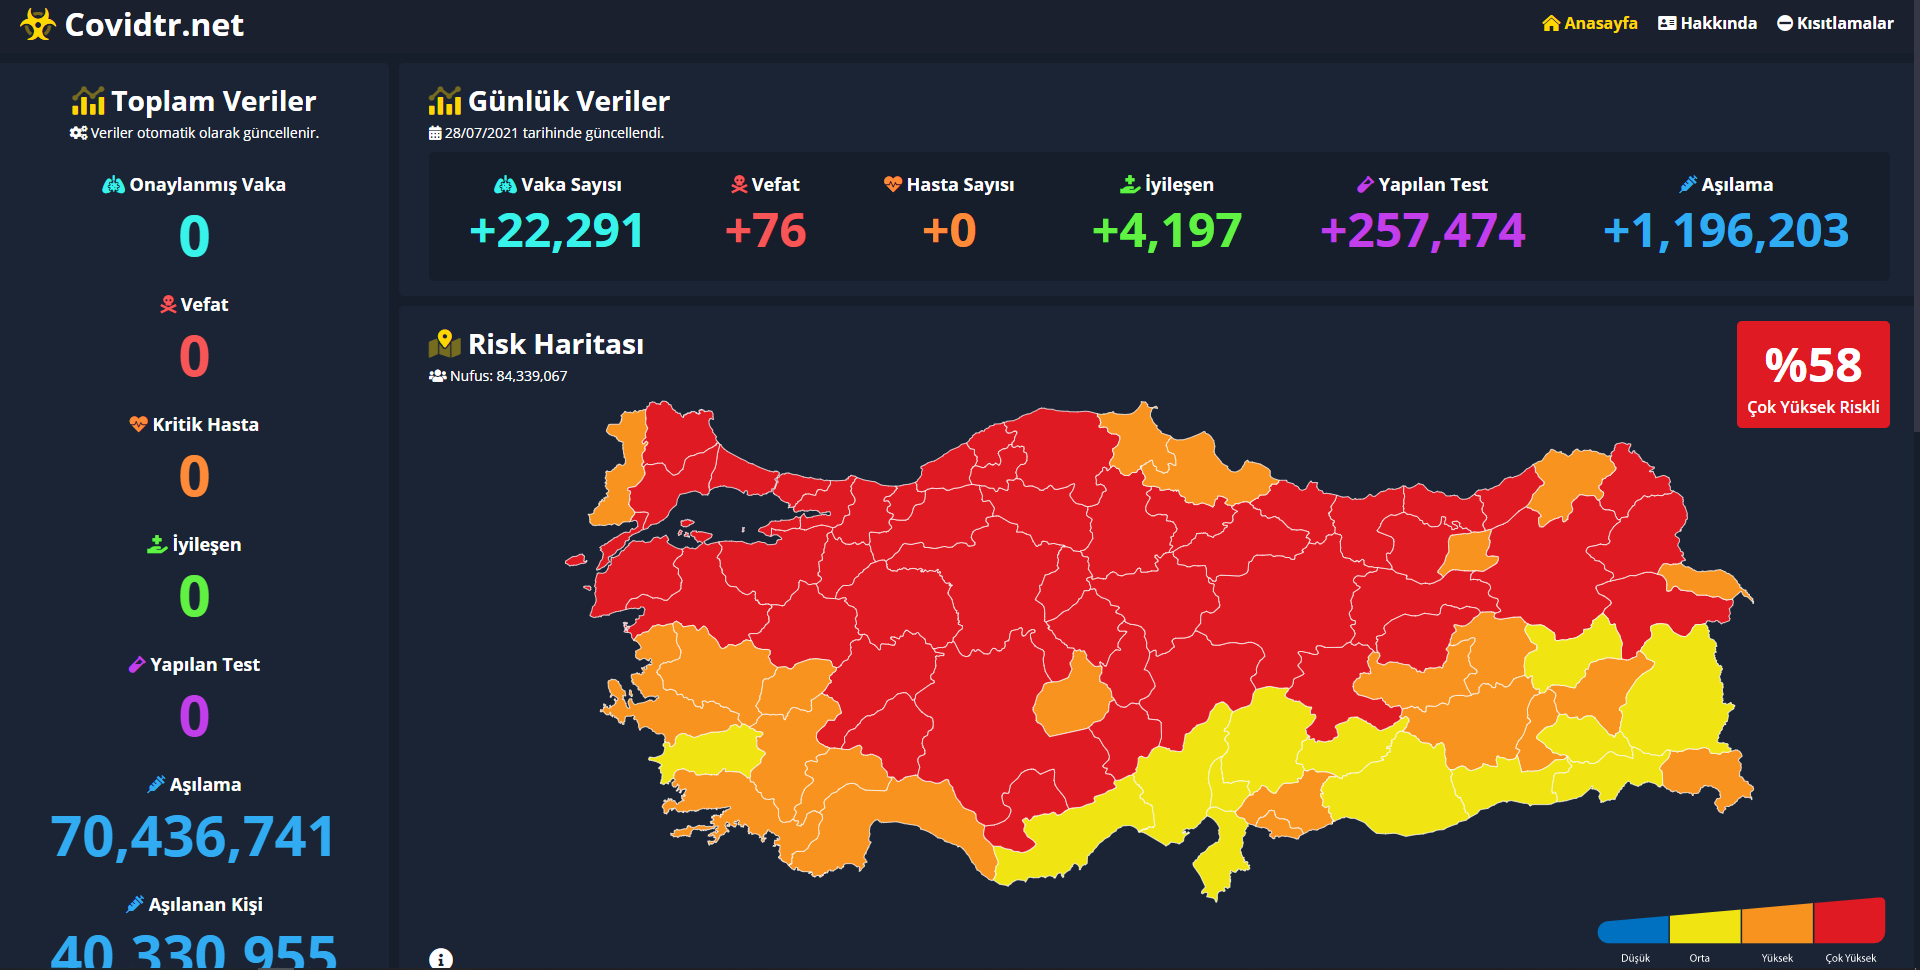 Covidtr.net
Anasayfa
Hakkında
Kısıtlamalar
Toplam Veriler
Veriler otomatik olarak güncellenir.
Onaylanmış Vaka
0
Vefat
0
Kritik Hasta
0
İyileşen
0
Yapılan Test
0
Aşılama
70,436,741
Aşılanan Kişi
40,330,955
Günlük Veriler
28/07/2021 tarihinde güncellendi.
Vaka Sayısı
+22,291
Vefat
+76
Hasta Sayısı
+0
İyileşen
+4,197
Yapılan Test
+257,474
Aşılama
+1,196,203
Risk Haritası
Nufus: 84,339,067
%58
Çok Yüksek Riskli
Düşük
Orta
Yüksek
Çok Yüksek